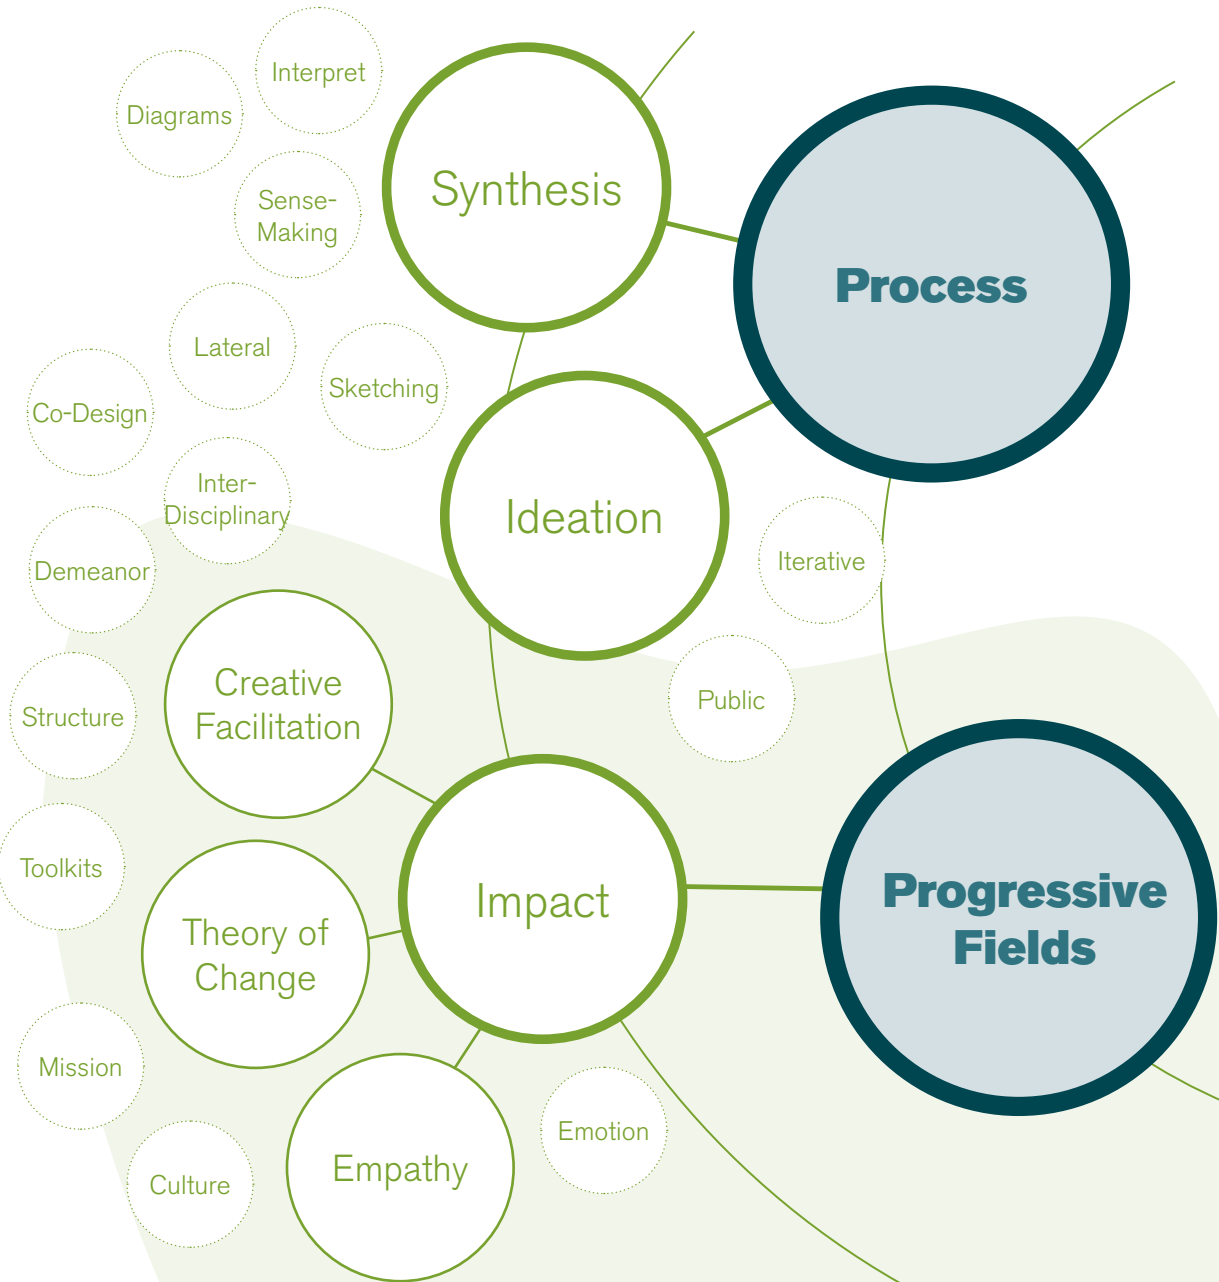 Interpret
Diagrams
Synthesis
Sense-
Making
Process
Lateral
Sketching
Co-Design
Inter-
Disciplinary
Ideation
Iterative
Demeanor
Creative
Facilitation
Public
Structure
Toolkits
Impact
Progressive
Fields
Theory of
Change
Mission
Emotion
Empathy
Culture